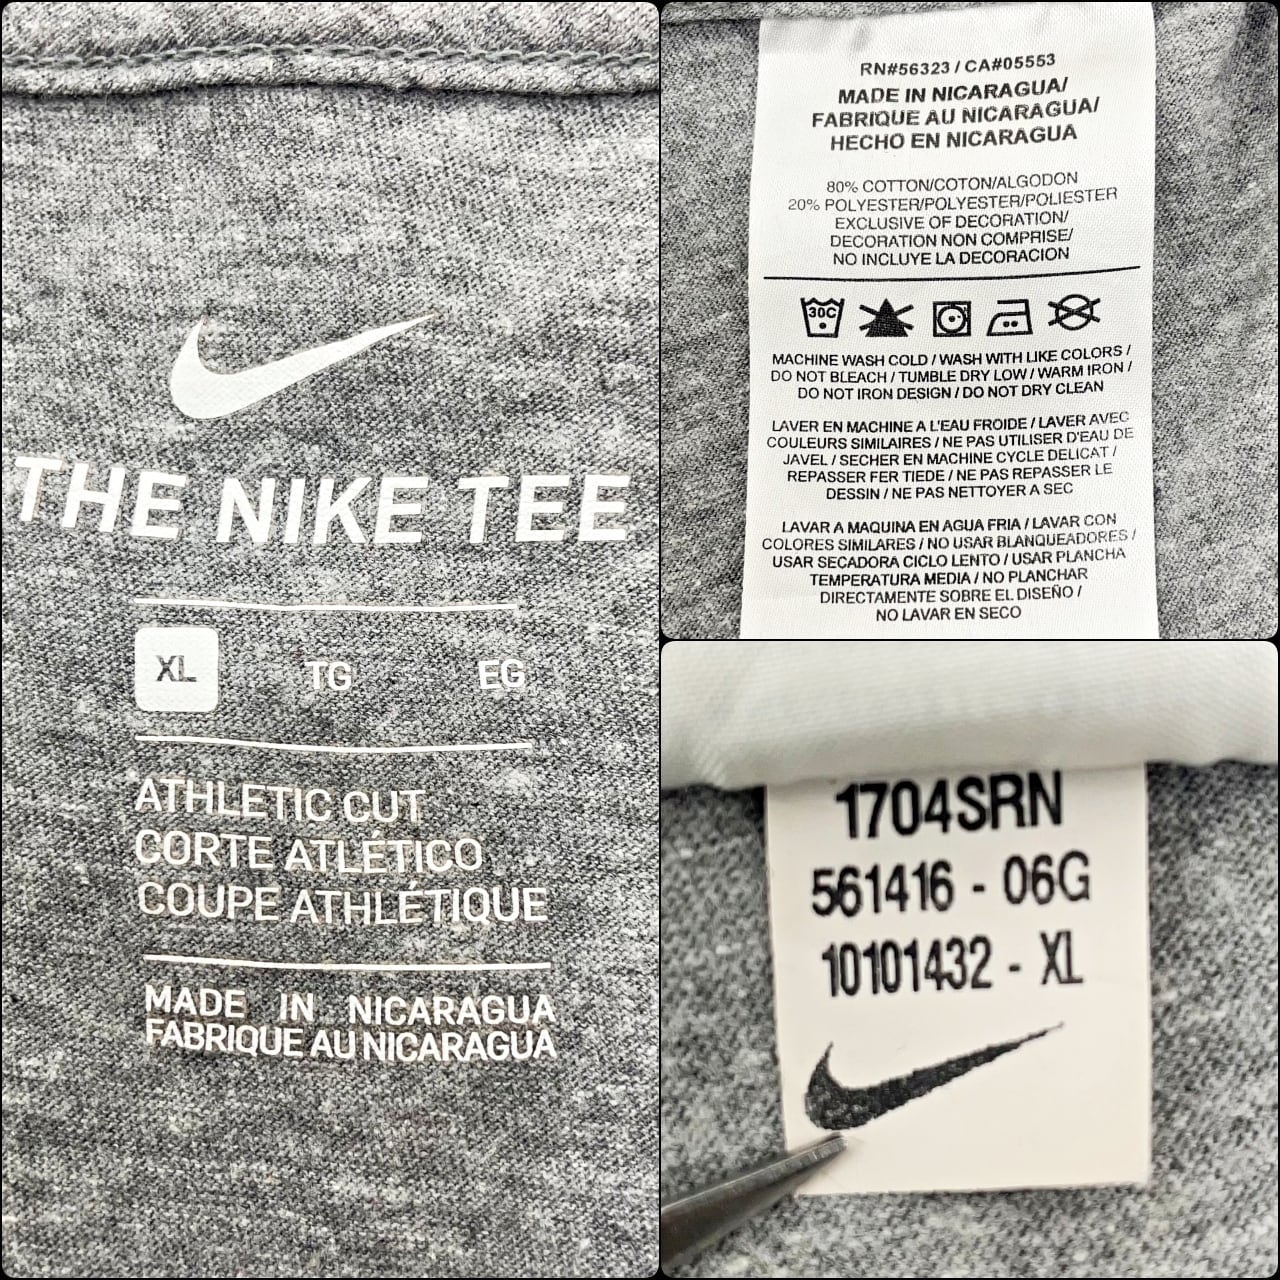 THE NIKE TEE
XL TG EG
ATHLETIC CUT
CORTE ATLÉTICO
COUPE ATHLÉTIQUE
MADE IN NICARAGUA
FABRIQUE AU NICARAGUA
RN#56323 / CA#05553
MADE IN NICARAGUA/
FABRIQUE AU NICARAGUA/
HECHO EN NICARAGUA
80% COTTON/COTON/ALGODON
20% POLYESTER/POLYESTER/POLIESTER
EXCLUSIVE OF DECORATION/
DECORATION NON COMPRISE/
NO INCLUYE LA DECORACION
30C
MACHINE WASH COLD / WASH WITH LIKE COLORS /
DO NOT BLEACH / TUMBLE DRY LOW / WARM IRON /
DO NOT IRON DESIGN / DO NOT DRY CLEAN
LAVER EN MACHINE A L'EAU FROIDE / LAVER AVEC
COULEURS SIMILAIRES / NE PAS UTILISER D'EAU DE
JAVEL / SECHER EN MACHINE CYCLE DELICAT /
REPASSER FER TIEDE / NE PAS REPASSER LE
DESSIN / NE PAS NETTOYER A SEC
LAVAR A MAQUINA EN AGUA FRIA / LAVAR CON
COLORES SIMILARES / NO USAR BLANQUEADORES /
USAR SECADORA CICLO LENTO / USAR PLANCHA
TEMPERATURA MEDIA / NO PLANCHAR
DIRECTAMENTE SOBRE EL DISEÑO /
NO LAVAR EN SECO
1704SRN
561416 - 06G
10101432 - XL